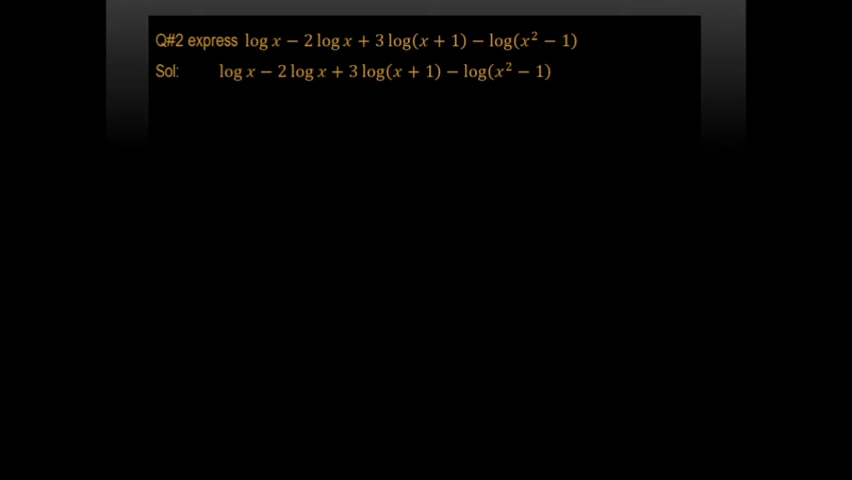 Q#2 express log x − 2 log x + 3 log(x + 1) − log(x² − 1)
Sol: log x − 2 log x + 3 log(x + 1) − log(x² − 1)